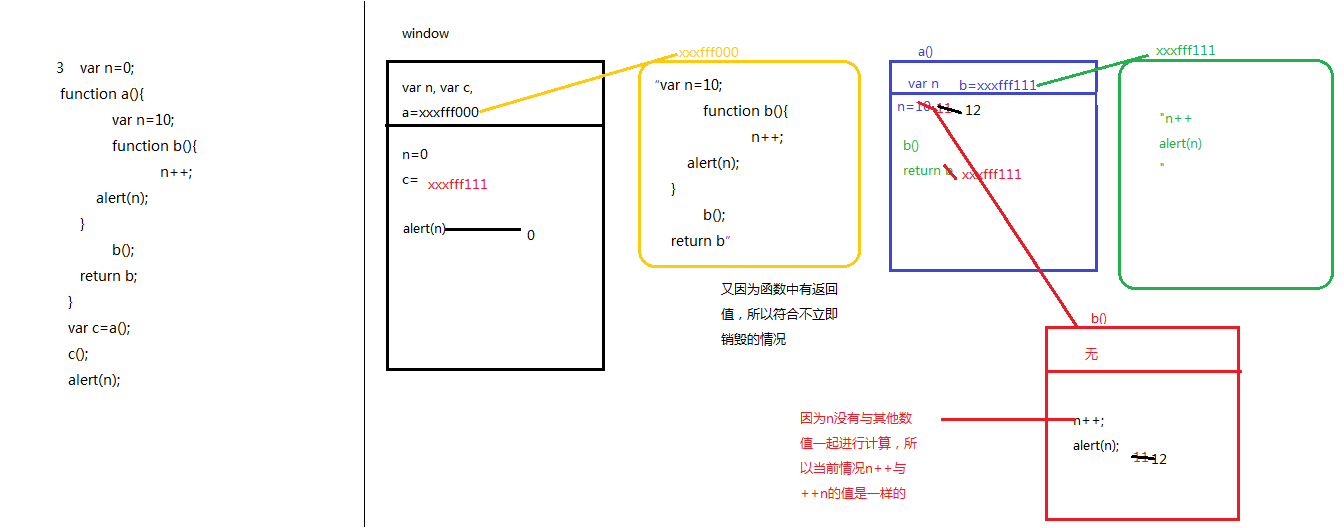 3 var n=0;
function a(){
var n=10;
function b(){
n++;
alert(n);
}
b();
return b;
}
var c=a();
c();
alert(n);
window
var n, var c,
a=xxxfff000
n=0
c= xxxfff111
alert(n) 0
xxxfff000
“var n=10;
function b(){
n++;
alert(n);
}
b();
return b”
又因为函数中有返回
值，所以符合不立即
销毁的情况
a()
var n b=xxxfff111
n=10 11 12
b()
return b xxxfff111
xxxfff111
"n++
alert(n)
"
b()
无
n++;
alert(n);
11 12
因为n没有与其他数
值一起进行计算，所
以当前情况n++与
++n的值是一样的